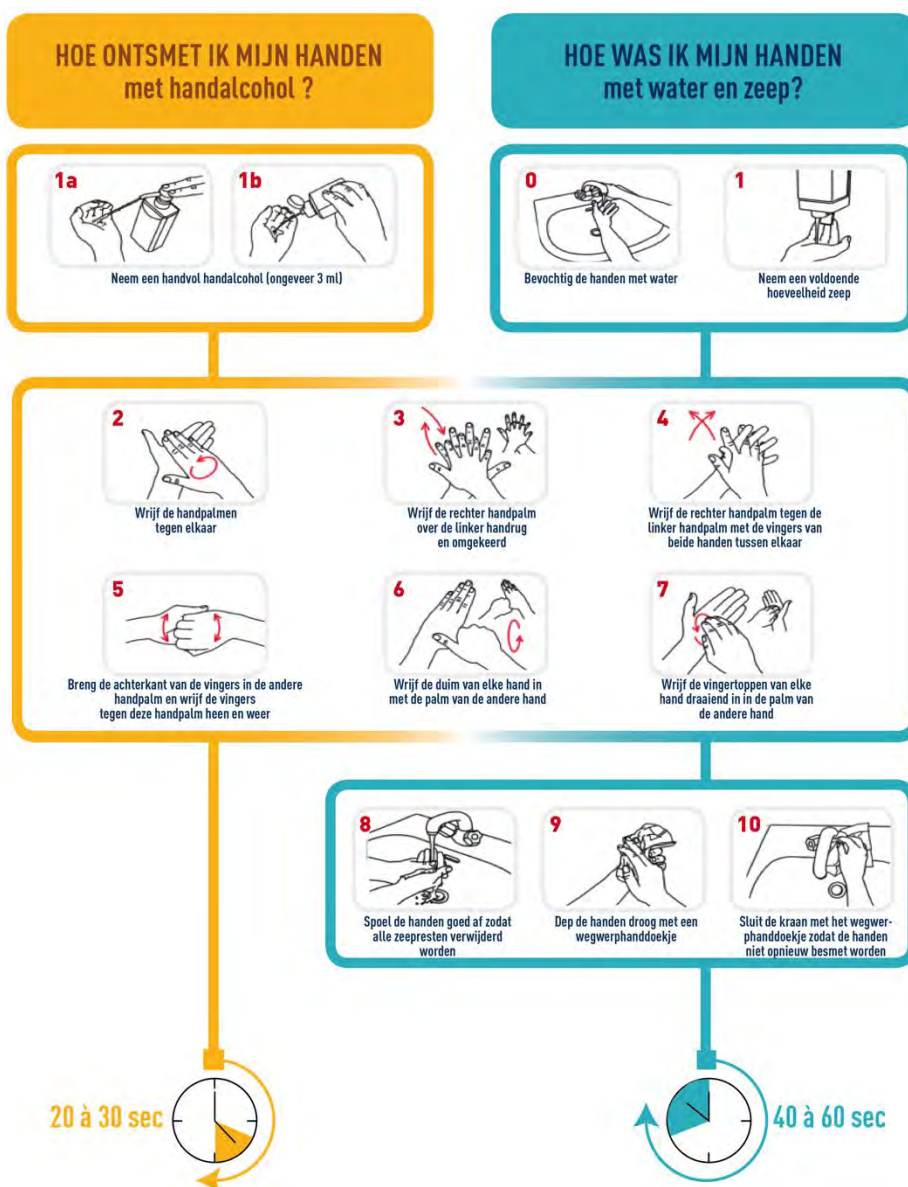 HOE ONTSMET IK MIJN HANDEN
met handalcohol ?
HOE WAS IK MIJN HANDEN
met water en zeep?
1a
1b
Neem een handvol handalcohol (ongeveer 3 ml)
0
Bevochtig de handen met water
1
Neem een voldoende
hoeveelheid zeep
2
Wrijf de handpalmen
tegen elkaar
3
Wrijf de rechter handpalm
over de linker handrug
en omgekeerd
4
Wrijf de rechter handpalm tegen de
linker handpalm met de vingers van
beide handen tussen elkaar
5
Breng de achterkant van de vingers in de andere
handpalm en wrijf de vingers
tegen deze handpalm heen en weer
6
Wrijf de duim van elke hand in
met de palm van de andere hand
7
Wrijf de vingertoppen van elke
hand draaiend in in de palm van
de andere hand
8
Spoel de handen goed af zodat
alle zeepresten verwijderd
worden
9
Dep de handen droog met een
wegwerphanddoekje
10
Sluit de kraan met het wegwer-
phanddoekje zodat de handen
niet opnieuw besmet worden
20 à 30 sec
40 à 60 sec